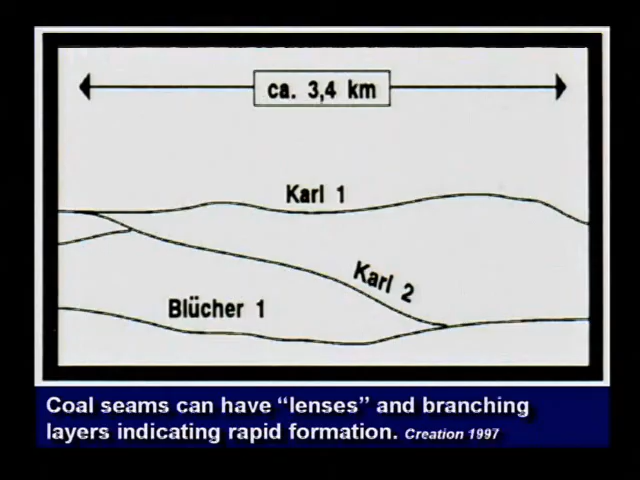 ca. 3,4 km
Karl 1
Karl 2
Blücher 1
Coal seams can have “lenses” and branching
layers indicating rapid formation. Creation 1997